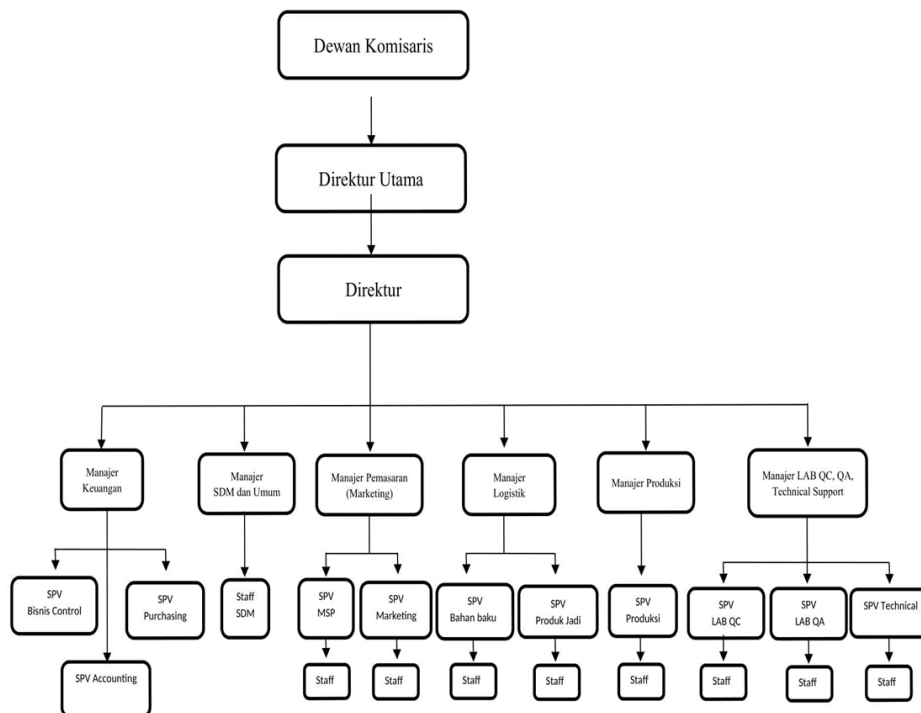 Dewan Komisaris
Direktur Utama
Direktur
Manajer
Keuangan
Manajer
SDM dan Umum
Manajer Pemasaran
(Marketing)
Manajer
Logistik
Manajer Produksi
Manajer LAB QC, QA,
Technical Support
SPV
Bisnis Control
SPV
Purchasing
Staff
SDM
SPV
MSP
SPV
Marketing
SPV
Bahan baku
SPV
Produk Jadi
SPV
Produksi
SPV
LAB QC
SPV
LAB QA
SPV Technical
SPV Accounting
Staff
Staff
Staff
Staff
Staff
Staff
Staff
Staff